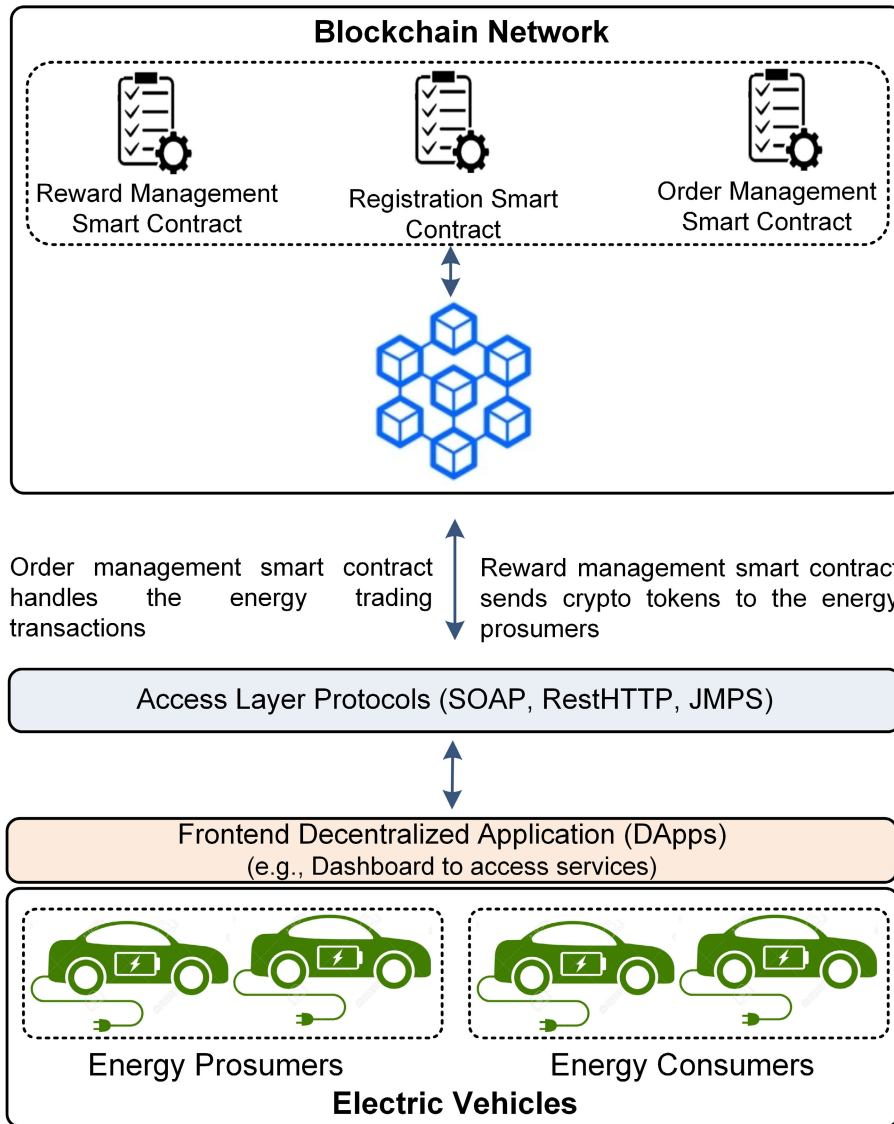 Blockchain Network
Reward Management
Smart Contract
Registration Smart
Contract
Order Management
Smart Contract
Order management smart contract
handles the energy trading
transactions
Reward management smart contract
sends crypto tokens to the energy
prosumers
Access Layer Protocols (SOAP, RestHTTP, JMPS)
Frontend Decentralized Application (DApps)
(e.g., Dashboard to access services)
Energy Prosumers
Energy Consumers
Electric Vehicles